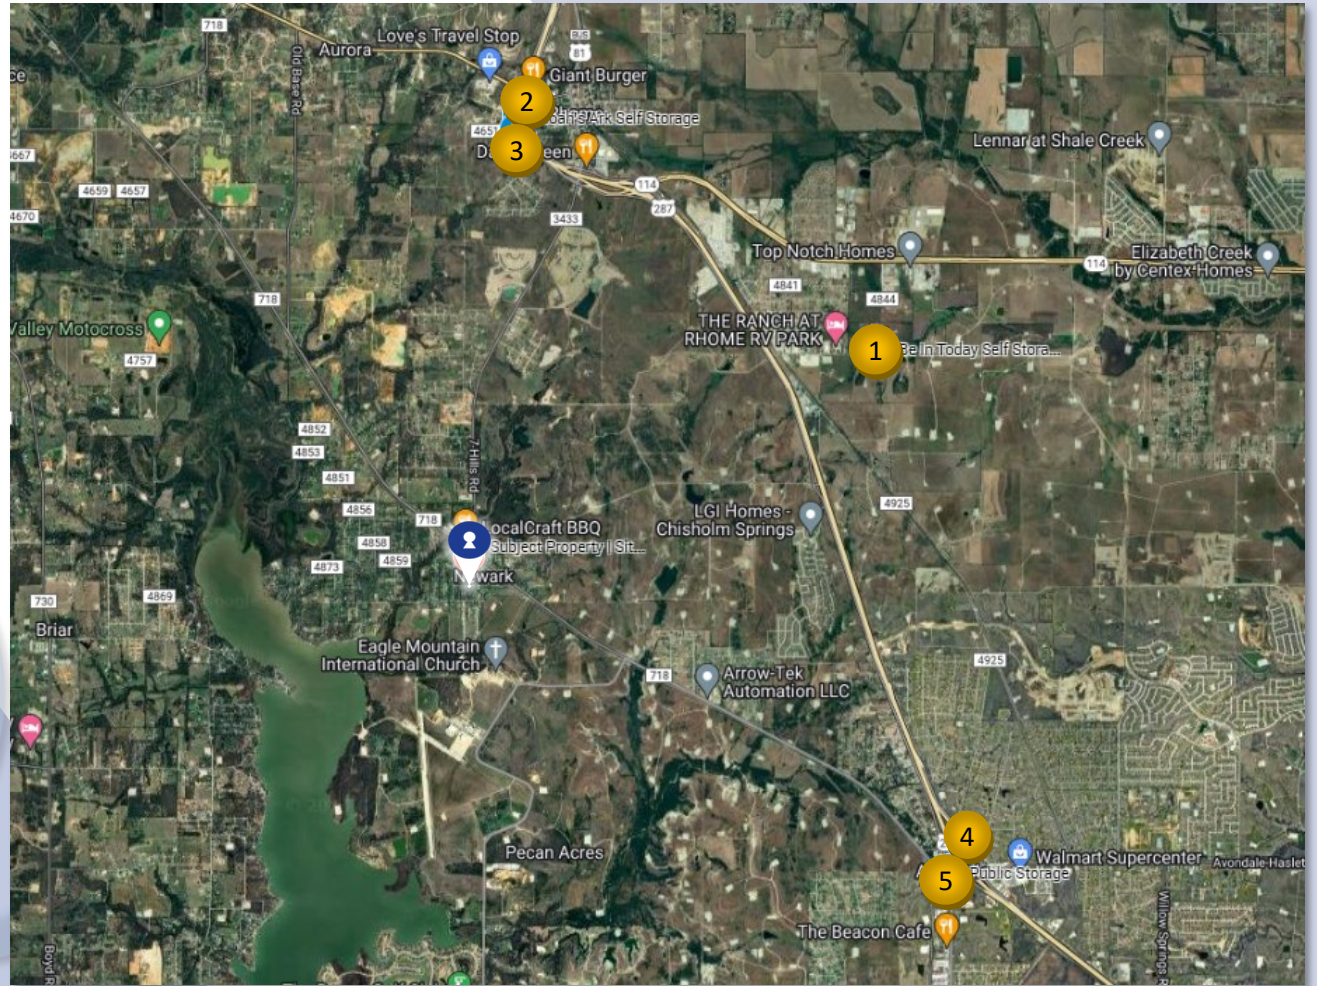 718
Love's Travel Stop
BUS
81
Aurora
Old Base Rd
Giant Burger
2
Ark Self Storage
4651
3
Lennar at Shale Creek
4659
4657
4670
114
287
3433
Top Notch Homes
114
Elizabeth Creek
by Centex Homes
718
4841
4844
Valley Motocross
4757
THE RANCH AT
RHOME RV PARK
1
Be In Today Self Stora...
4852
4853
4851
7 Hills Rd
4856
718
4858
4859
4873
LocalCraft BBQ
Subject Property | Sit...
LGI Homes -
Chisholm Springs
4925
4869
730
Briar
Eagle Mountain
International Church
718
Arrow-Tek
Automation LLC
4925
Pecan Acres
4
Walmart Supercenter
Avondale-Haslet
5
Public Storage
The Beacon Cafe
Willow Springs R
Boyd R